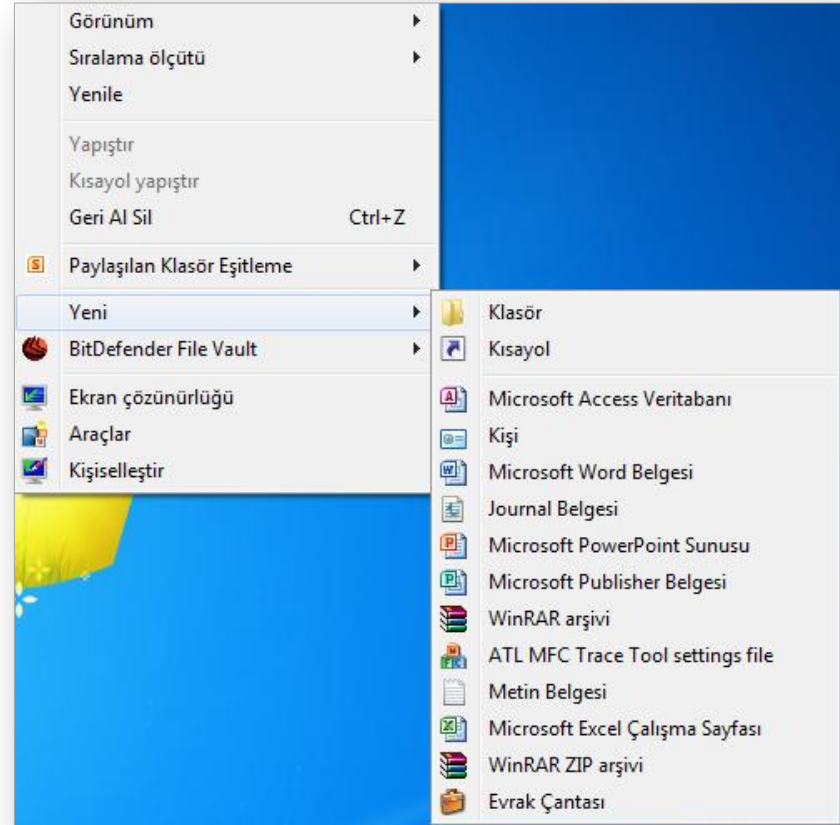 Görünüm
Sıralama ölçütü
Yenile
Yapıştır
Kısayol yapıştır
Geri Al Sil Ctrl+Z
Paylaşılan Klasör Eşitleme
Yeni
BitDefender File Vault
Ekran çözünürlüğü
Araçlar
Kişiselleştir
Klasör
Kısayol
Microsoft Access Veritabanı
Kişi
Microsoft Word Belgesi
Journal Belgesi
Microsoft PowerPoint Sunusu
Microsoft Publisher Belgesi
WinRAR arşivi
ATL MFC Trace Tool settings file
Metin Belgesi
Microsoft Excel Çalışma Sayfası
WinRAR ZIP arşivi
Evrak Çantası